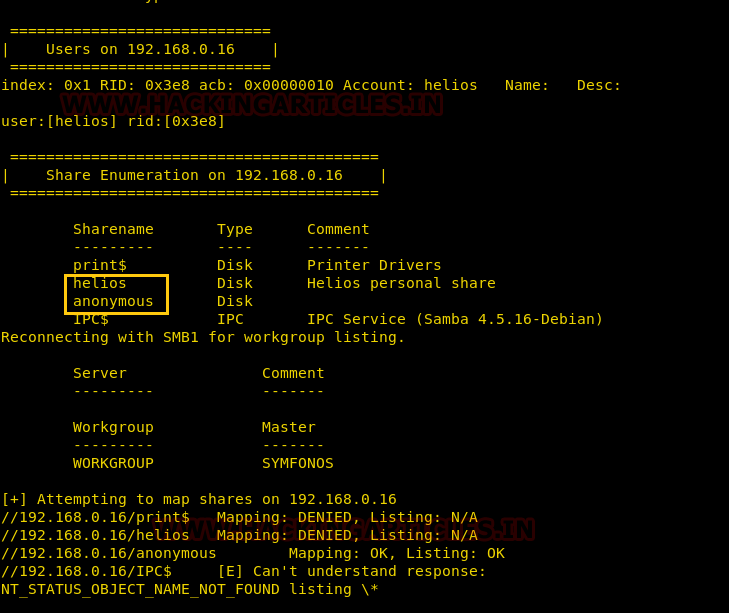 =============================
|    Users on 192.168.0.16    |
=============================
index: 0x1 RID: 0x3e8 acb: 0x00000010 Account: helios   Name:   Desc:
WWW.HACKINGARTICLES.IN
user:[helios] rid:[0x3e8]
=========================================
|    Share Enumeration on 192.168.0.16    |
=========================================
Sharename       Type      Comment
---------       ----      -------
print$          Disk      Printer Drivers
helios          Disk      Helios personal share
anonymous       Disk
IPC$            IPC       IPC Service (Samba 4.5.16-Debian)
Reconnecting with SMB1 for workgroup listing.
Server               Comment
---------            -------
Workgroup            Master
---------            -------
WORKGROUP            SYMFONOS
[+] Attempting to map shares on 192.168.0.16
//192.168.0.16/print$   Mapping: DENIED, Listing: N/A
//192.168.0.16/helios   Mapping: DENIED, Listing: N/A
//192.168.0.16/anonymous        Mapping: OK, Listing: OK
//192.168.0.16/IPC$     [E] Can't understand response:
NT_STATUS_OBJECT_NAME_NOT_FOUND listing \*